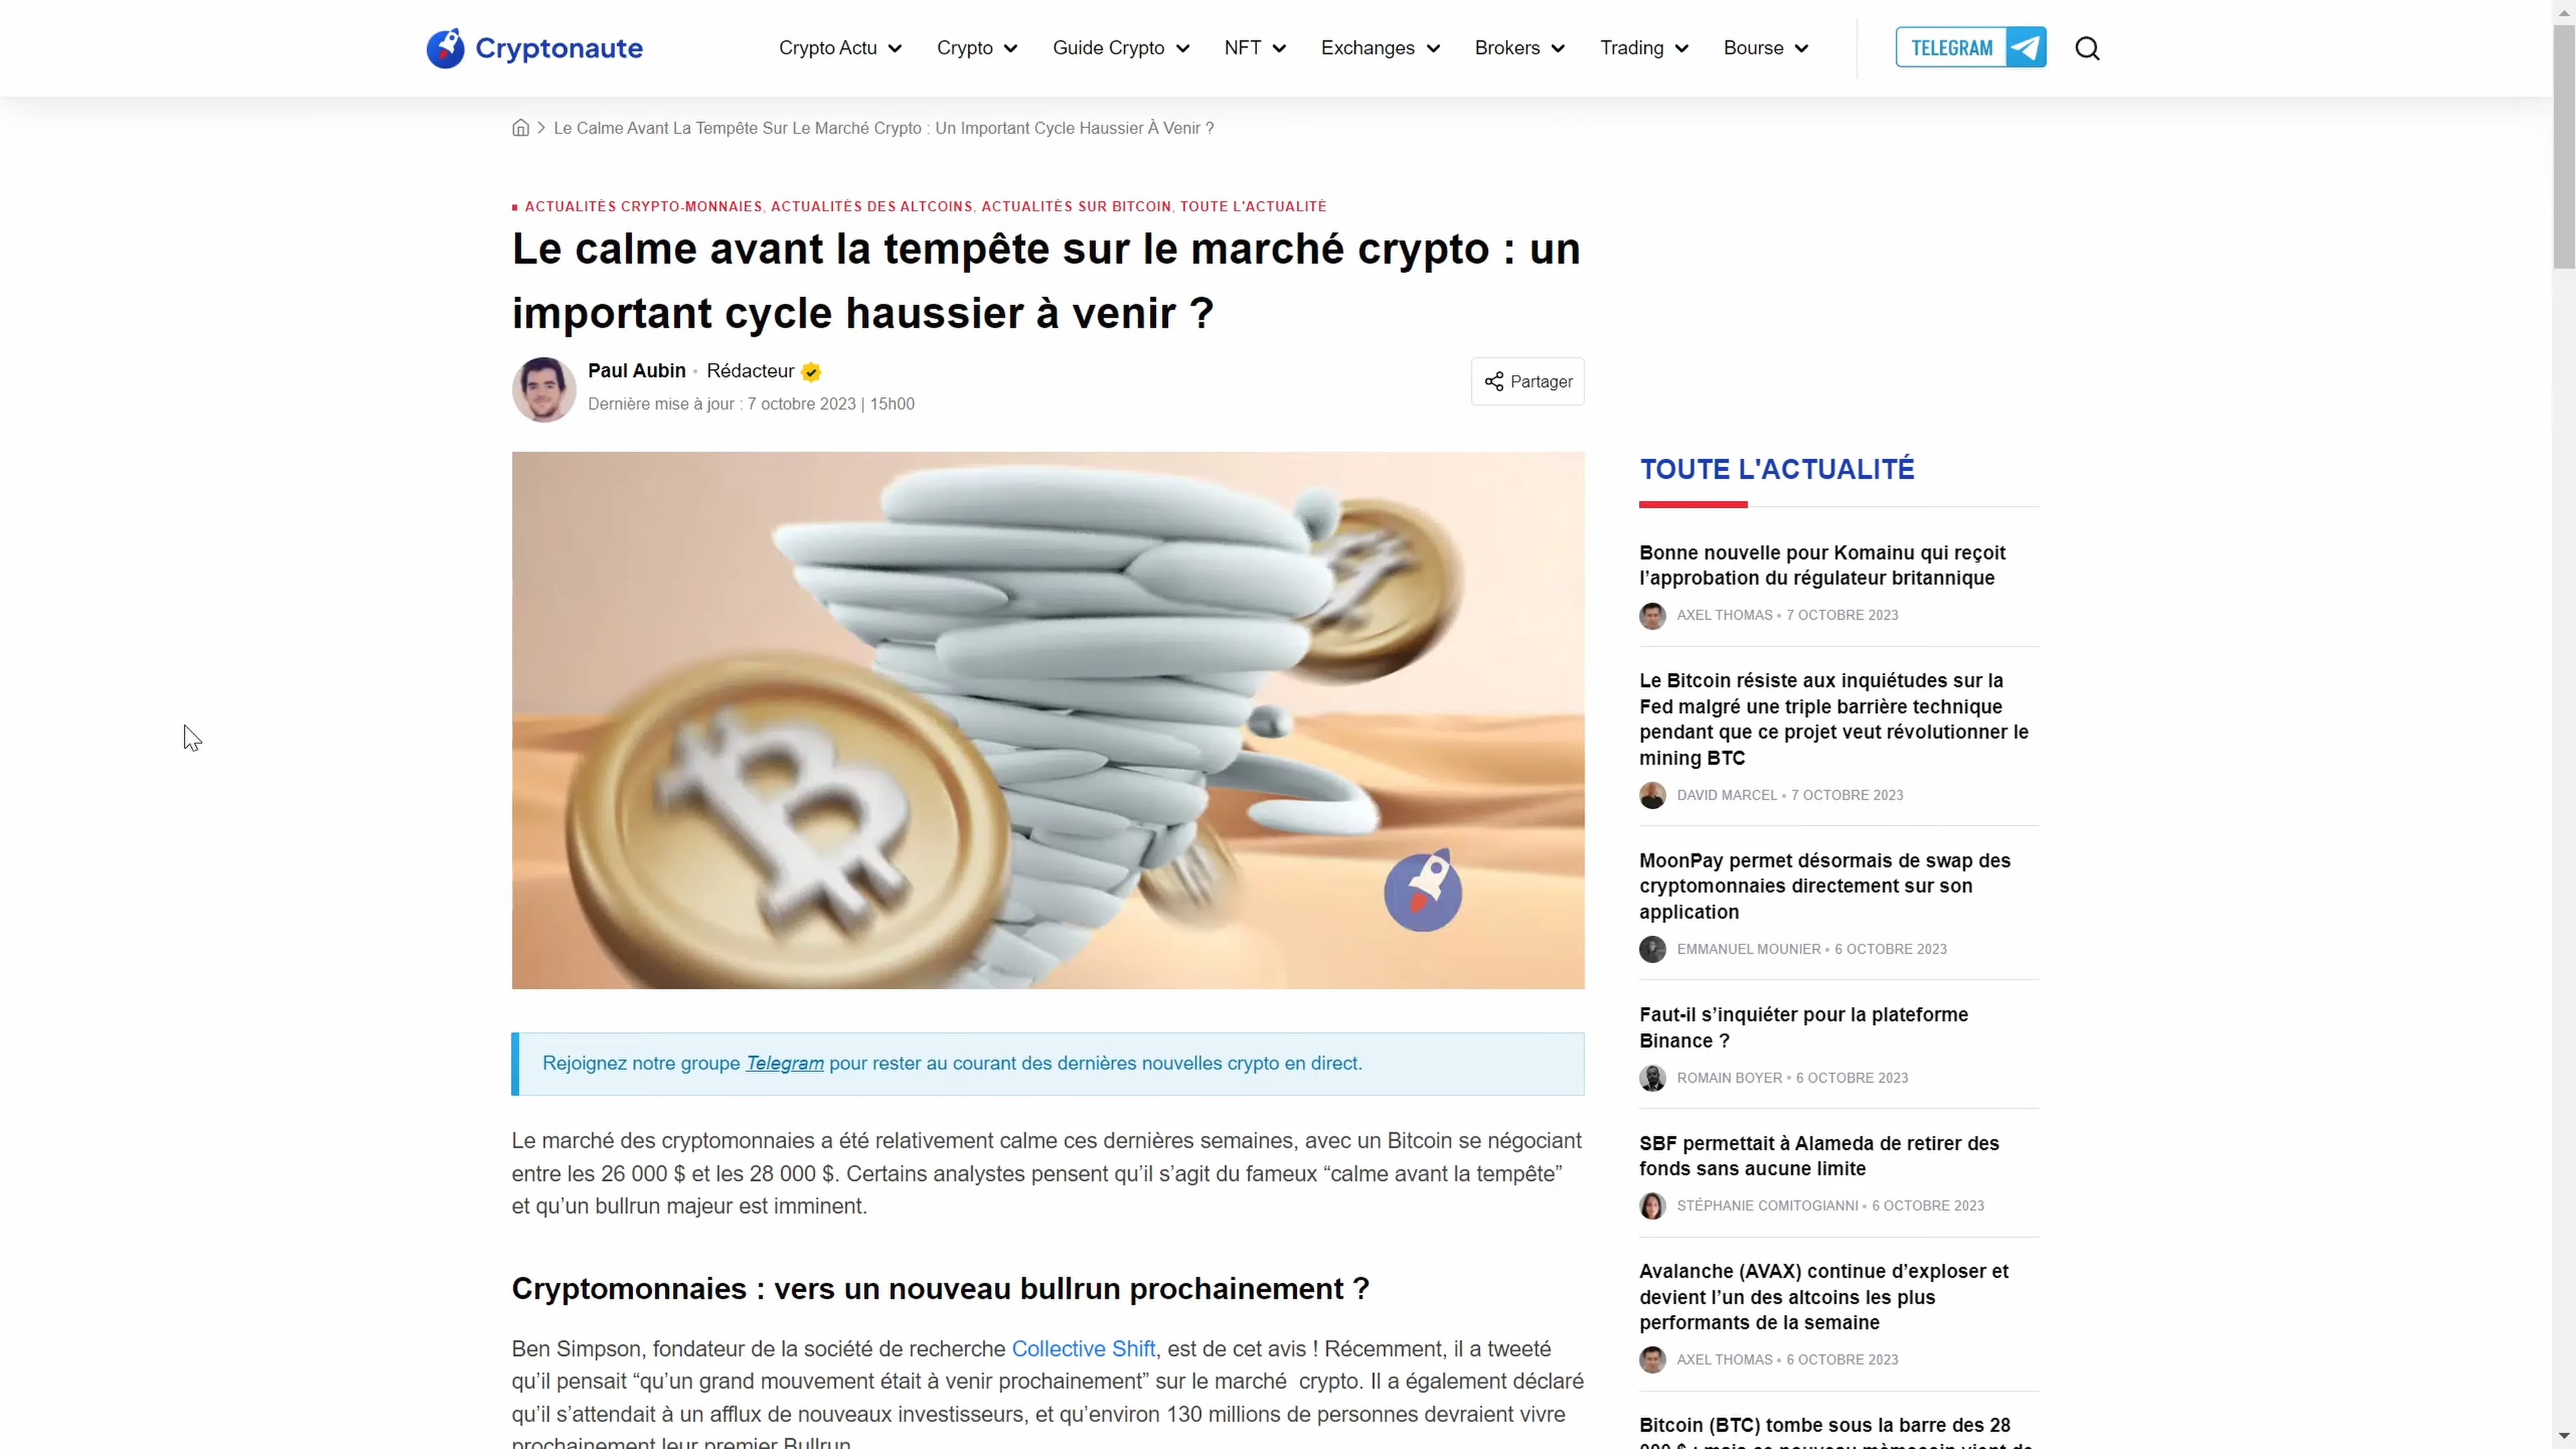 Cryptonaute
Crypto Actu
Crypto
Guide Crypto
NFT
Exchanges
Brokers
Trading
Bourse
TELEGRAM
Le Calme Avant La Tempête Sur Le Marché Crypto : Un Important Cycle Haussier À Venir ?
ACTUALITÉS CRYPTO-MONNAIES, ACTUALITÉS DES ALTCOINS, ACTUALITÉS SUR BITCOIN, TOUTE L'ACTUALITÉ
Le calme avant la tempête sur le marché crypto : un
important cycle haussier à venir ?
Paul Aubin • Rédacteur
Dernière mise à jour : 7 octobre 2023 | 15h00
Partager
Rejoignez notre groupe Telegram pour rester au courant des dernières nouvelles crypto en direct.
Le marché des cryptomonnaies a été relativement calme ces dernières semaines, avec un Bitcoin se négociant
entre les 26 000 $ et les 28 000 $. Certains analystes pensent qu’il s’agit du fameux “calme avant la tempête”
et qu’un bullrun majeur est imminent.
Cryptomonnaies : vers un nouveau bullrun prochainement ?
Ben Simpson, fondateur de la société de recherche Collective Shift, est de cet avis ! Récemment, il a tweeté
qu’il pensait “qu’un grand mouvement était à venir prochainement” sur le marché crypto. Il a également déclaré
qu’il s’attendait à un afflux de nouveaux investisseurs, et qu’environ 130 millions de personnes devraient vivre
prochainement leur premier Bullrun
TOUTE L'ACTUALITÉ
Bonne nouvelle pour Komainu qui reçoit
l’approbation du régulateur britannique
AXEL THOMAS • 7 OCTOBRE 2023
Le Bitcoin résiste aux inquiétudes sur la
Fed malgré une triple barrière technique
pendant que ce projet veut révolutionner le
mining BTC
DAVID MARCEL • 7 OCTOBRE 2023
MoonPay permet désormais de swap des
cryptomonnaies directement sur son
application
EMMANUEL MOUNIER • 6 OCTOBRE 2023
Faut-il s’inquiéter pour la plateforme
Binance ?
ROMAIN BOYER • 6 OCTOBRE 2023
SBF permettait à Alameda de retirer des
fonds sans aucune limite
STÉPHANIE COMITOGIANNI • 6 OCTOBRE 2023
Avalanche (AVAX) continue d’exploser et
devient l’un des altcoins les plus
performants de la semaine
AXEL THOMAS • 6 OCTOBRE 2023
Bitcoin (BTC) tombe sous la barre des 28